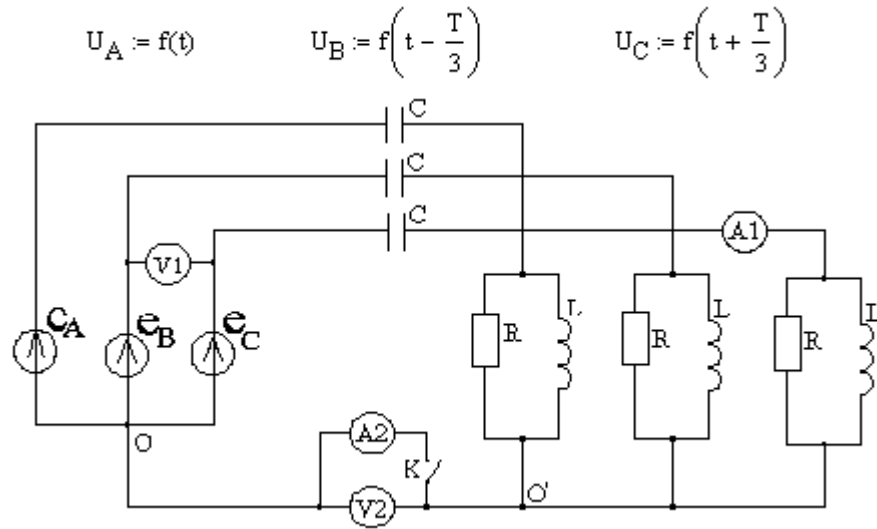 U_A := f(t) U_B := f(t - T/3) U_C := f(t + T/3)
C
C
C
A1
V1
e_A e_B e_C
R L R L R L
O
A2
K
V2
O'